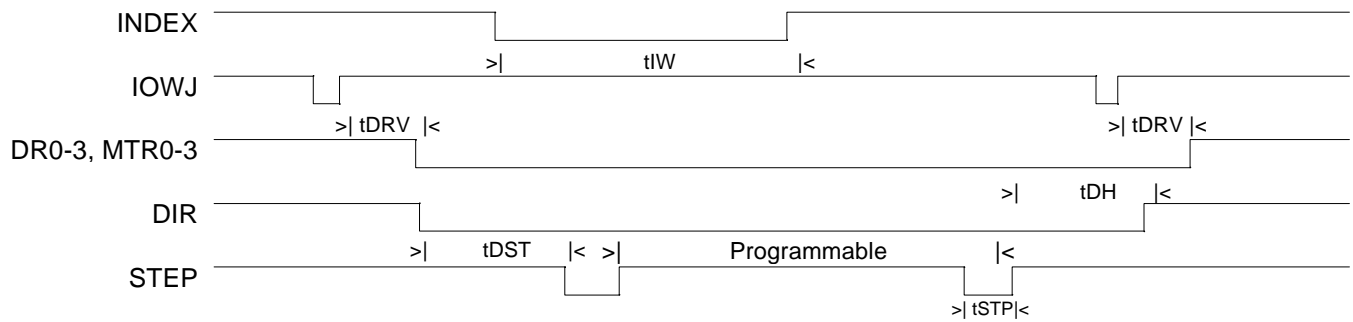 INDEX
>| tIW |<
IOWJ
>| tDRV |< >| tDRV |<
DR0-3, MTR0-3
>| tDH |<
DIR
>| tDST |< >| Programmable |<
STEP
>| tSTP |<